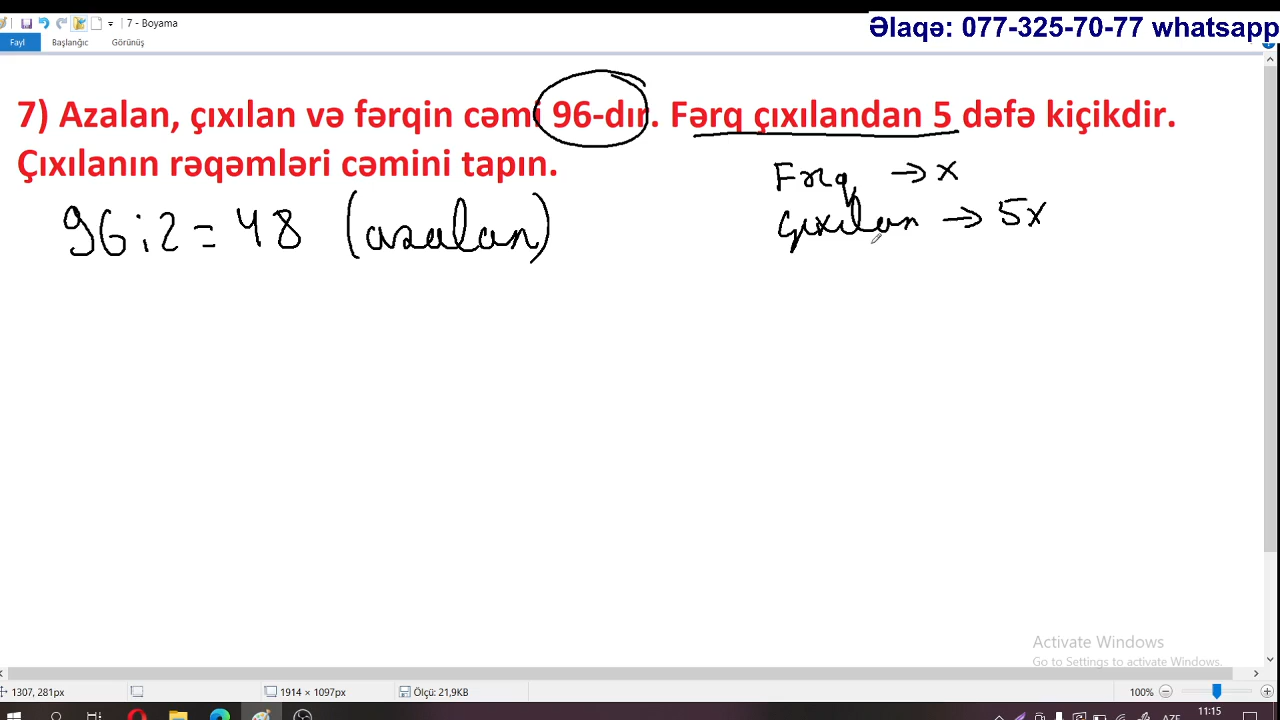 7 - Boyama
Əlaqə: 077-325-70-77 whatsapp
Fayl Başlanğıc Görünüş
7) Azalan, çıxılan və fərqin cəmi 96-dır. Fərq çıxılandan 5 dəfə kiçikdir.
Çıxılanın rəqəmləri cəmini tapın.
Fərq → x
96:2 = 48 (azalan)
Çıxılan → 5x
Activate Windows
Go to Settings to activate Windows.
1307, 281px 1914 × 1097px Ölçü: 21,9KB 100%
AZE 11:15